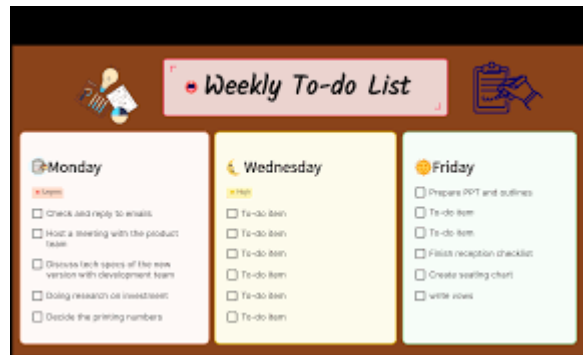 Weekly To-do List
Monday
Urgent
Check and reply to emails
Host a meeting with the product
team
Discuss tech specs of the new
version with development team
Doing research on investment
Decide the printing numbers
Wednesday
High
To-do item
To-do item
To-do item
To-do item
To-do item
To-do item
Friday
Prepare PPT and outlines
To-do item
To-do item
Finish reception checklist
Create seating chart
write vows